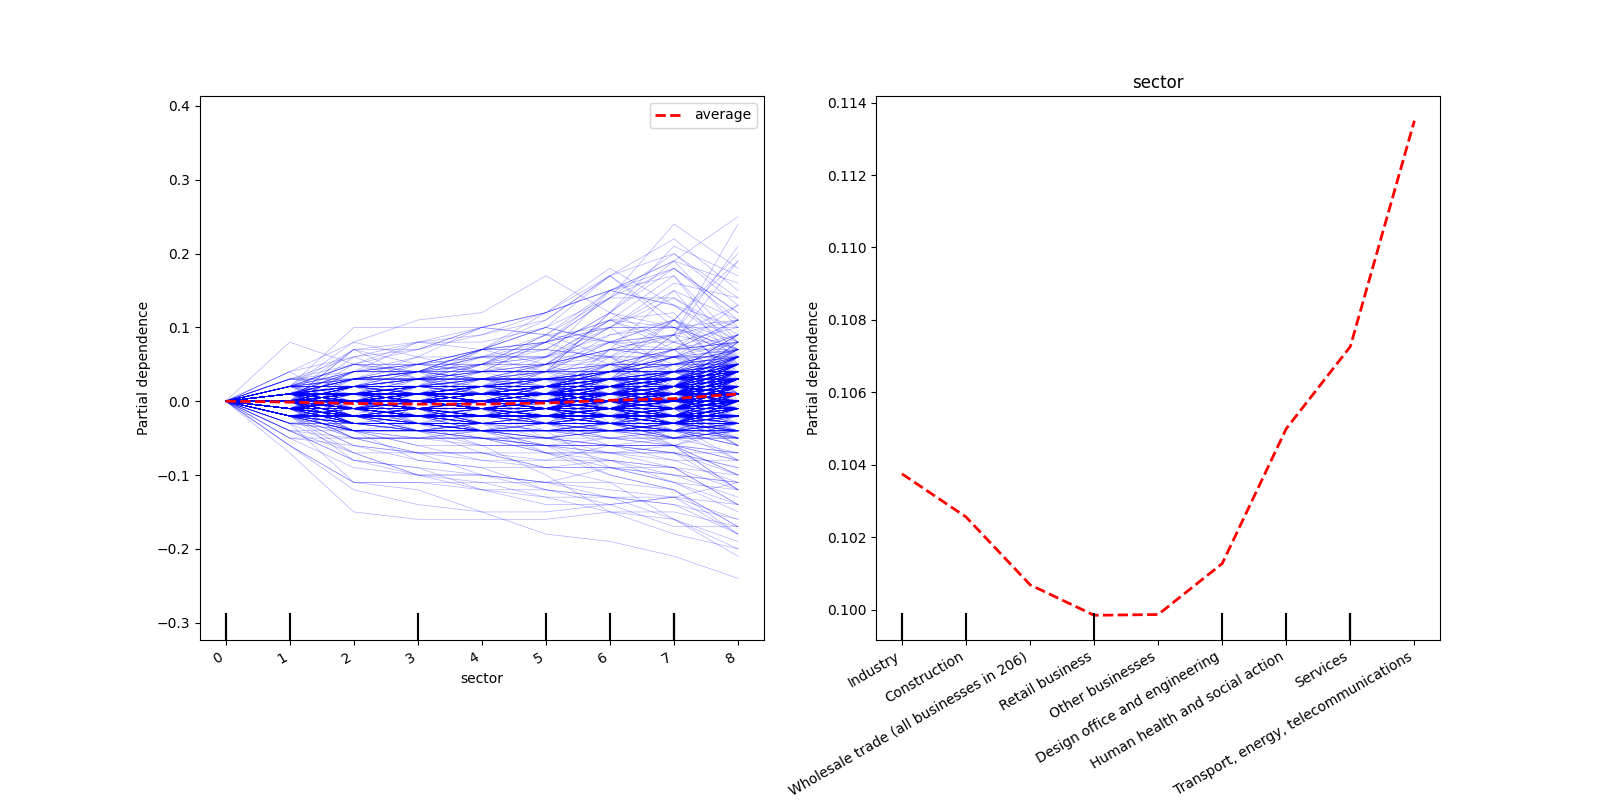 0.4
0.3
0.2
0.1
0.0
−0.1
−0.2
−0.3
Partial dependence
average
0
1
2
3
4
5
6
7
8
sector
sector
0.114
0.112
0.110
0.108
0.106
0.104
0.102
0.100
Partial dependence
Industry
Construction
Wholesale trade (all businesses in 206)
Retail business
Other businesses
Design office and engineering
Human health and social action
Services
Transport, energy, telecommunications